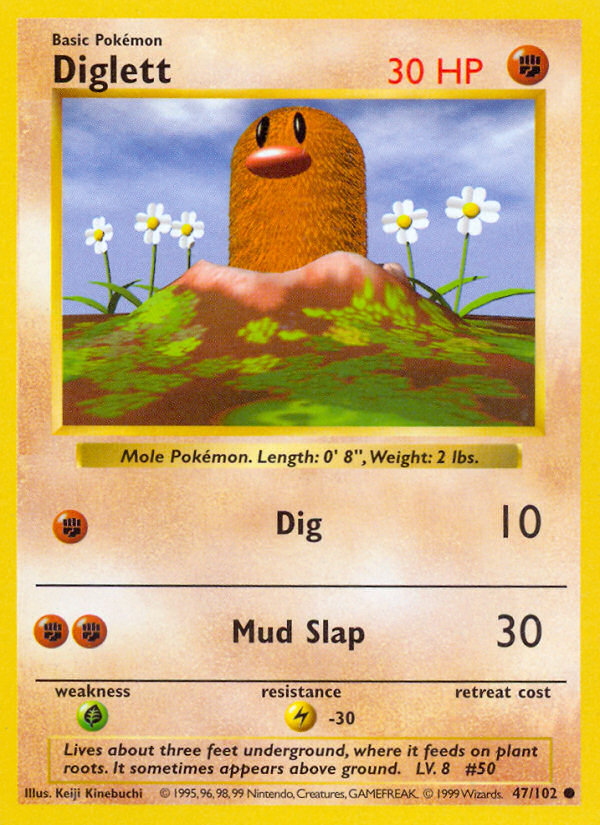 Basic Pokémon
Diglett
30 HP
Mole Pokémon. Length: 0' 8", Weight: 2 lbs.
Dig 10
Mud Slap 30
weakness resistance retreat cost
-30
Lives about three feet underground, where it feeds on plant
roots. It sometimes appears above ground. LV. 8 #50
Illus. Keiji Kinebuchi © 1995, 96, 98, 99 Nintendo, Creatures, GAMEFREAK. © 1999 Wizards. 47/102 ●